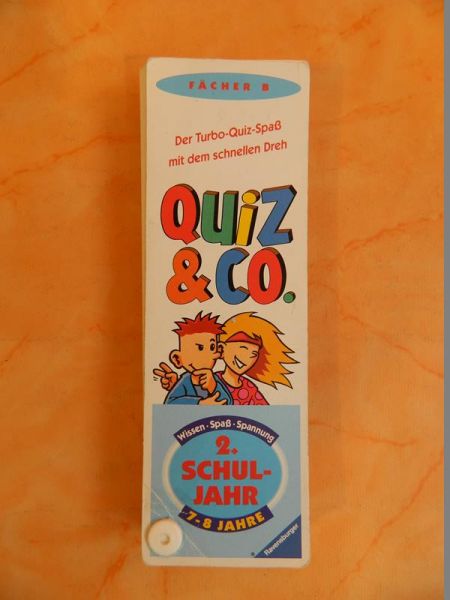 FÄCHER B
Der Turbo-Quiz-Spaß
mit dem schnellen Dreh
QUiZ
& CO.
Wissen · Spaß · Spannung
2.
SCHUL-
JAHR
7-8 JAHRE
Ravensburger